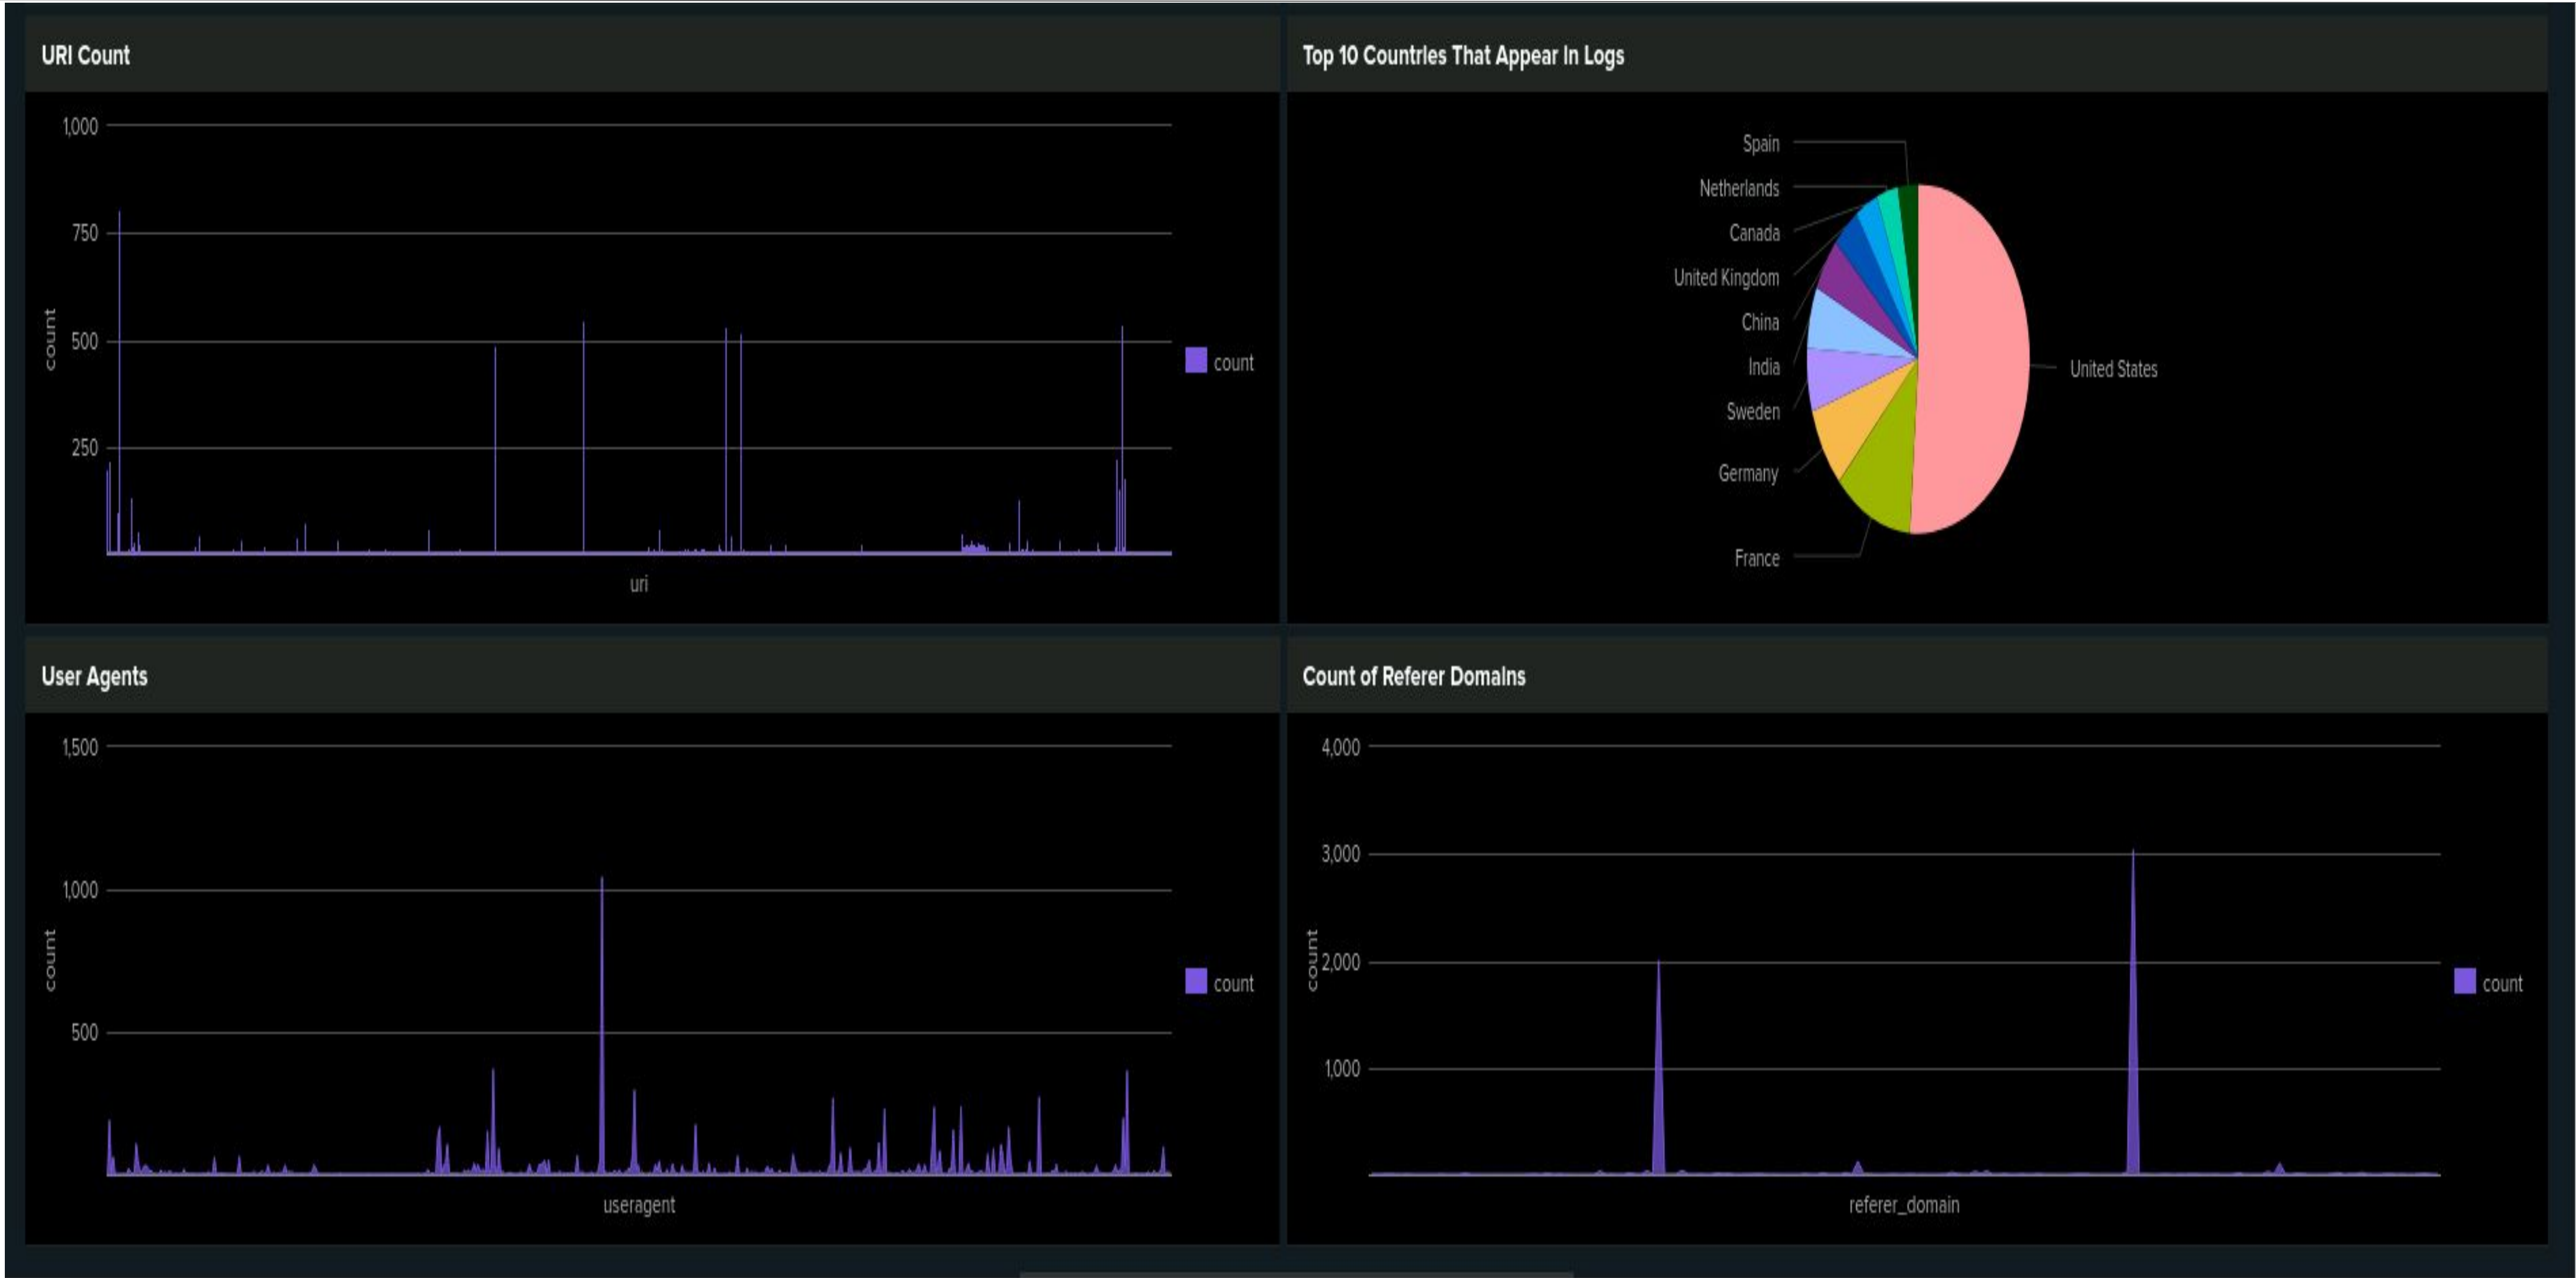 URI Count
1,000
750
500
250
count
uri
count
Top 10 Countries That Appear In Logs
Spain
Netherlands
Canada
United Kingdom
China
India
Sweden
Germany
France
United States
User Agents
1,500
1,000
500
count
useragent
count
Count of Referer Domains
4,000
3,000
2,000
1,000
count
referer_domain
count